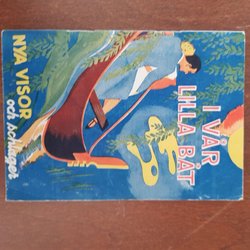 I VÅR
LILLA BÅT
NYA VISOR
och schlager